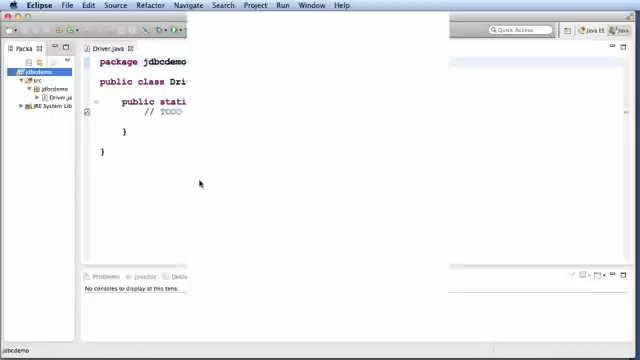 Eclipse File Edit Source Refactor Navigate Search Project Run Window Help
Quick Access Java EE Java
Packa Driver.java
jdbcdemo
src
jdbcdemo
Driver.ja
JRE System Lib
package jdbcdemo
public class Dri
public stati
// TODO
}
}
Problems Javadoc Decla
No consoles to display at this time.
jdbcdemo